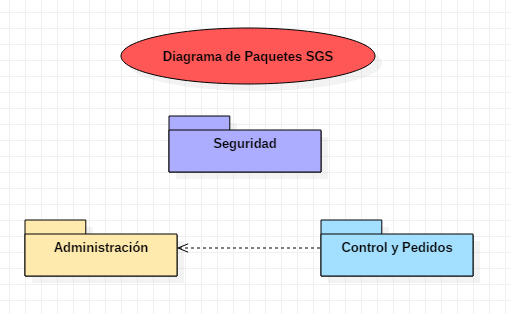 Diagrama de Paquetes SGS
Seguridad
Administración
Control y Pedidos